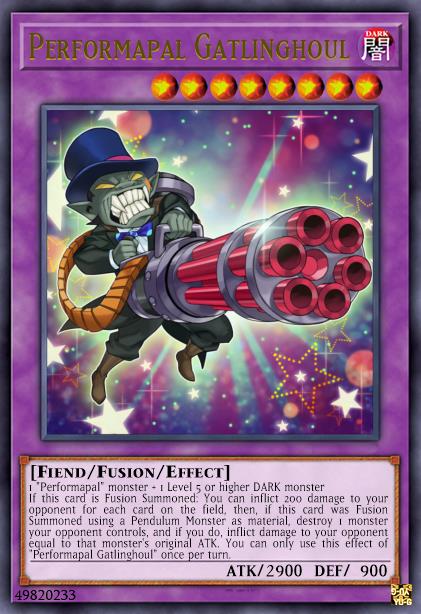 Performapal Gatlinghoul
DARK
闇
[Fiend/Fusion/Effect]
1 "Performapal" monster + 1 Level 5 or higher DARK monster
If this card is Fusion Summoned: You can inflict 200 damage to your
opponent for each card on the field, then, if this card was Fusion
Summoned using a Pendulum Monster as material, destroy 1 monster
your opponent controls, and if you do, inflict damage to your opponent
equal to that monster's original ATK. You can only use this effect of
"Performapal Gatlinghoul" once per turn.
ATK/2900 DEF/ 900
49820233